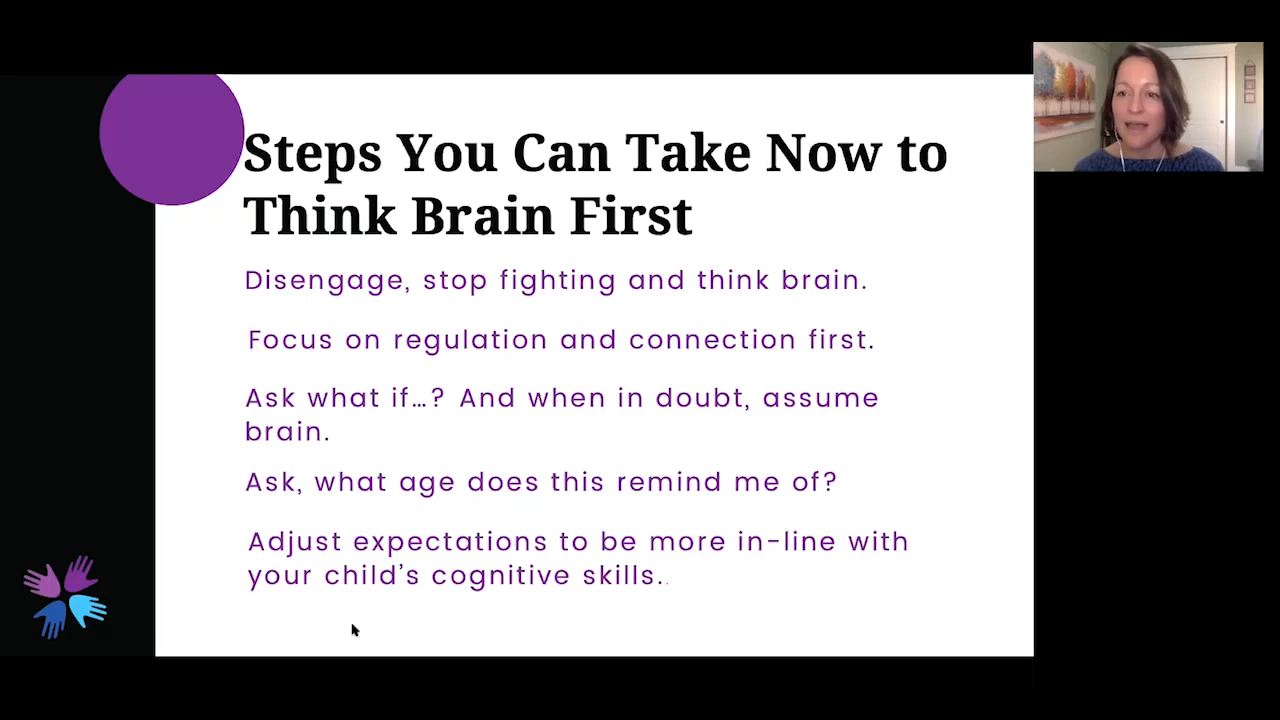 Steps You Can Take Now to
Think Brain First
Disengage, stop fighting and think brain.
Focus on regulation and connection first.
Ask what if…? And when in doubt, assume
brain.
Ask, what age does this remind me of?
Adjust expectations to be more in-line with
your child’s cognitive skills.